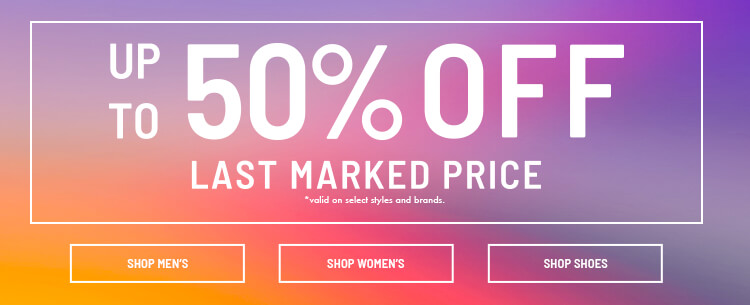 UP TO 50% OFF
LAST MARKED PRICE
*valid on select styles and brands.
SHOP MEN'S
SHOP WOMEN'S
SHOP SHOES